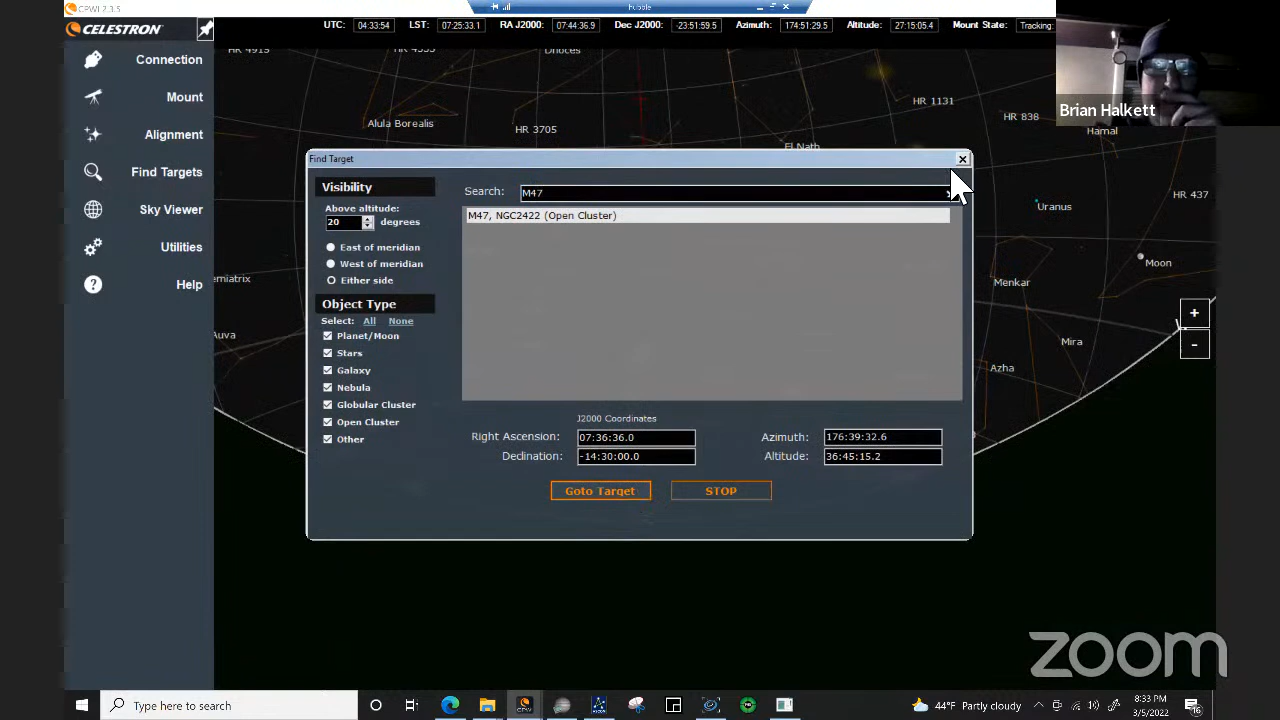 CPWI 2.3.5
Hubble
CELESTRON
UTC: 04:33:54 LST: 07:25:33.1 RA J2000: 07:44:36.9 Dec J2000: -23:51:59.5 Azimuth: 174:51:29.5 Altitude: 27:15:05.4 Mount State: Tracking
Connection
Mount
Alignment
Find Targets
Sky Viewer
Utilities
Help
HR 4915
Dnoces
Alula Borealis
HR 3705
El Nath
HR 1131
HR 838
Hamal
HR 437
Uranus
Moon
Menkar
Mira
Azha
Auva
Brian Halkett
Find Target
Visibility
Above altitude:
20 degrees
East of meridian
West of meridian
Either side
Object Type
Select: All None
Planet/Moon
Stars
Galaxy
Nebula
Globular Cluster
Open Cluster
Other
Search: M47
M47, NGC2422 (Open Cluster)
J2000 Coordinates
Right Ascension: 07:36:36.0 Azimuth: 176:39:32.6
Declination: -14:30:00.0 Altitude: 36:45:15.2
Goto Target STOP
+
-
zoom
Type here to search
44°F Partly cloudy
8:33 PM
3/5/2022